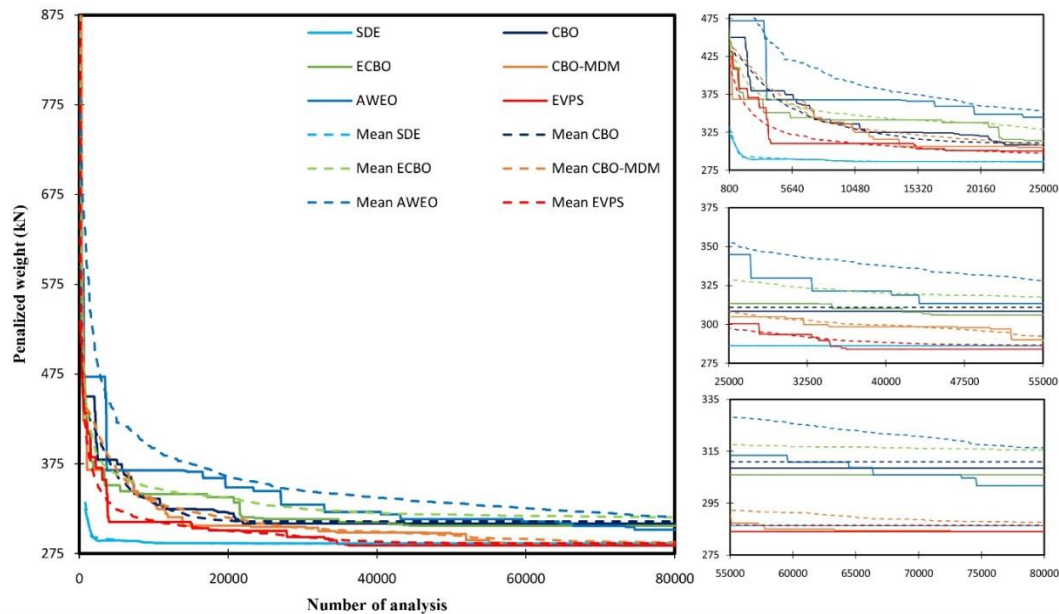 875
775
675
575
475
375
275
Penalized weight (kN)
SDE
CBO
ECBO
CBO-MDM
AWEO
EVPS
Mean SDE
Mean CBO
Mean ECBO
Mean CBO-MDM
Mean AWEO
Mean EVPS
0 20000 40000 60000 80000
Number of analysis
475
425
375
325
275
800 5640 10480 15320 20160 25000
375
350
325
300
275
25000 32500 40000 47500 55000
335
315
295
275
55000 60000 65000 70000 75000 80000